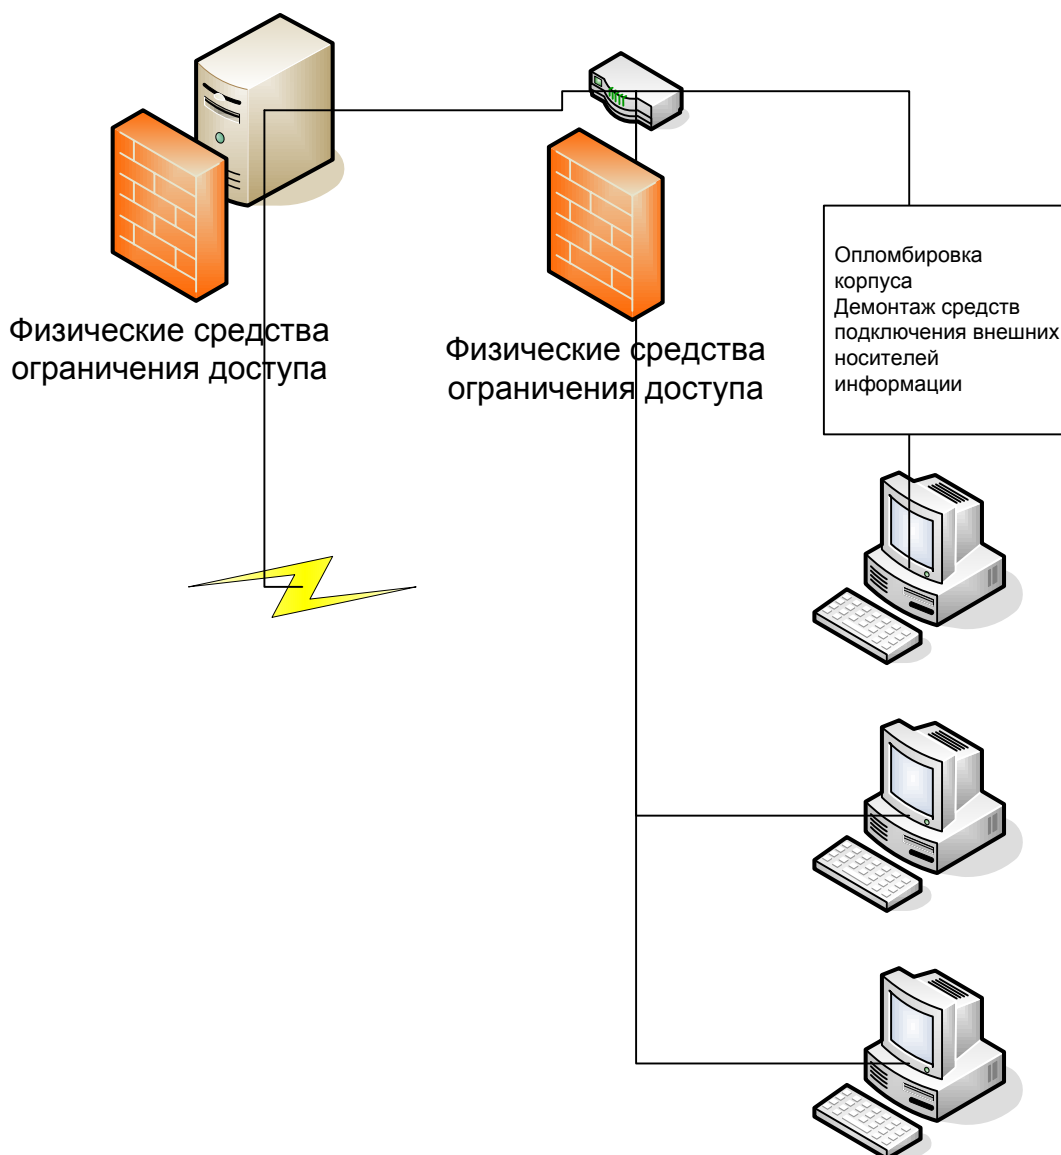 Физические средства
ограничения доступа
Физические средства
ограничения доступа
Опломбировка
корпуса
Демонтаж средств
подключения внешних
носителей
информации